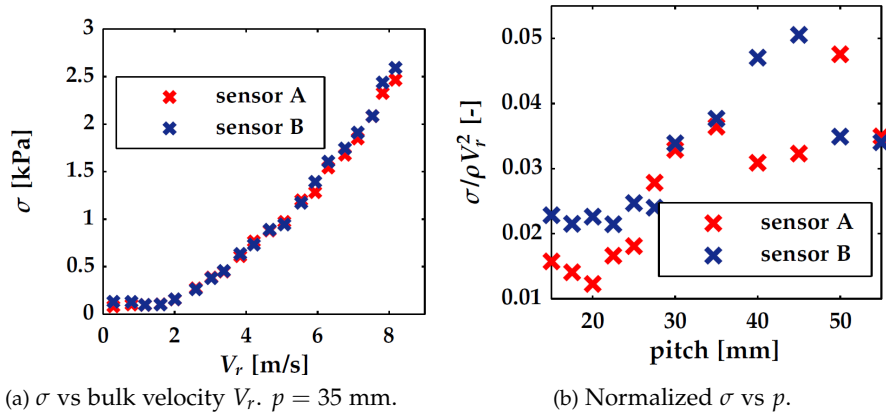 3
2.5
2
1.5
1
0.5
0
σ [kPa]
sensor A
sensor B
0 2 4 6 8
V_r [m/s]
(a) σ vs bulk velocity V_r. p = 35 mm.
0.05
0.04
0.03
0.02
0.01
σ/ρV_r^2 [-]
sensor A
sensor B
20 30 40 50
pitch [mm]
(b) Normalized σ vs p.